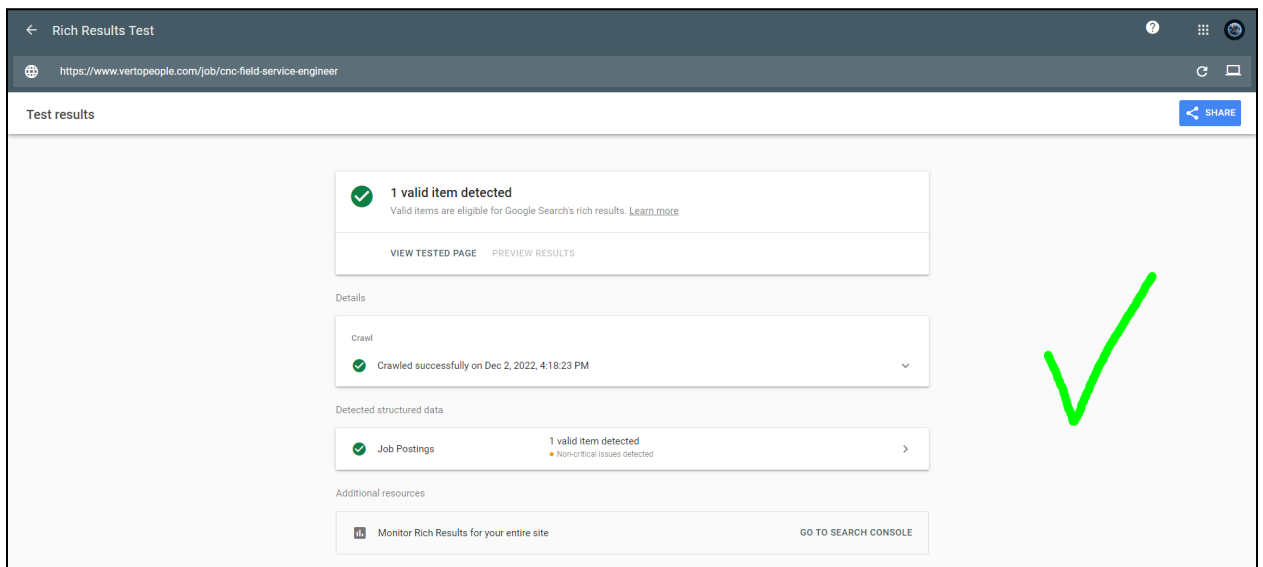 Rich Results Test
https://www.vertopeople.com/job/cnc-field-service-engineer
Test results
SHARE
1 valid item detected
Valid items are eligible for Google Search's rich results. Learn more
VIEW TESTED PAGE PREVIEW RESULTS
Details
Crawl
Crawled successfully on Dec 2, 2022, 4:18:23 PM
Detected structured data
Job Postings
1 valid item detected
Non-critical issues detected
Additional resources
Monitor Rich Results for your entire site
GO TO SEARCH CONSOLE